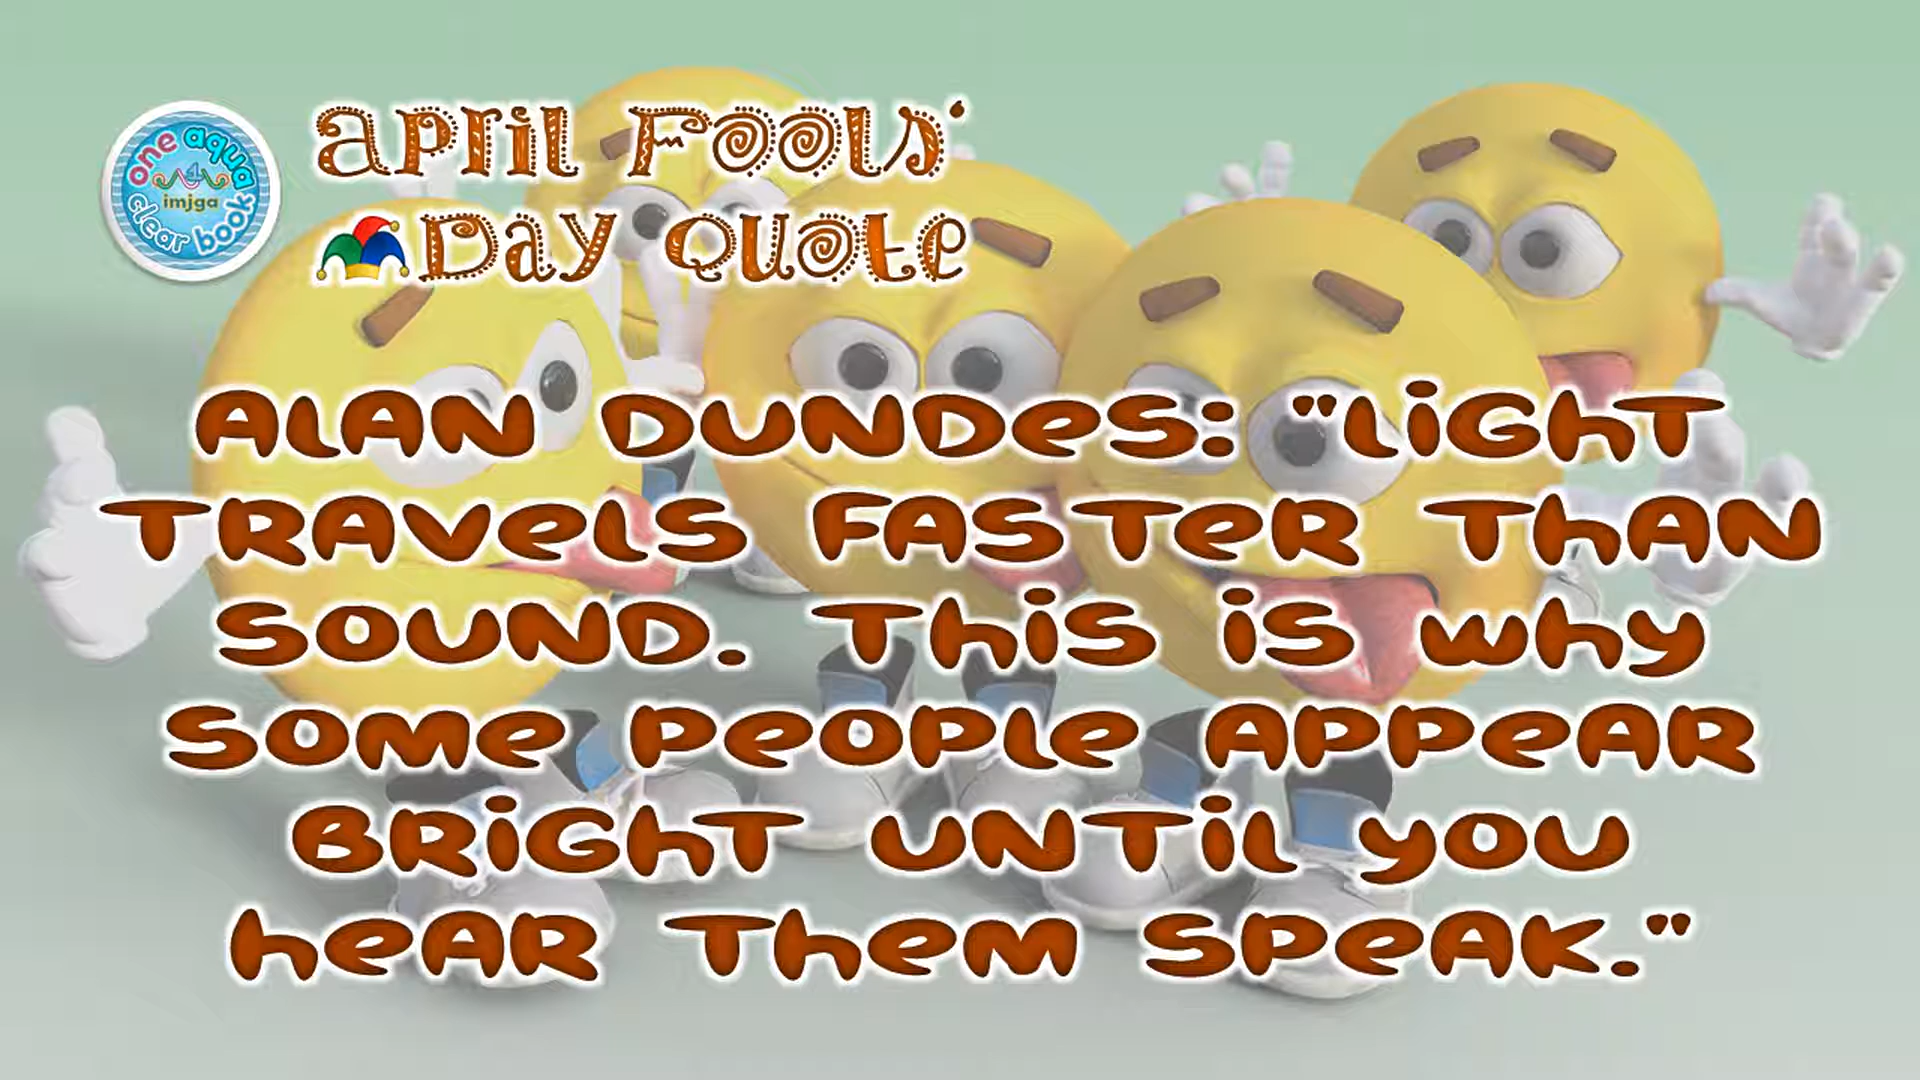 one aqua
1
imjga
clear book
April Fools'
Day Quote
Alan Dundes: "Light
travels faster than
sound. This is why
some people appear
bright until you
hear them speak."